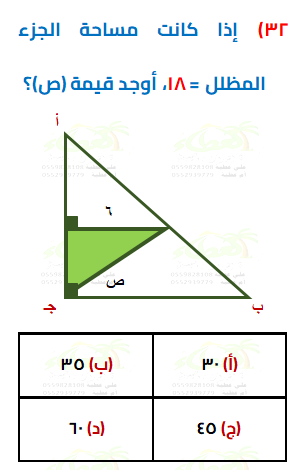 ٣٢) إذا كانت مساحة الجزء
المظلل = ١٨، أوجد قيمة (ص)؟
أ
٦
ص
جـ
ب
(أ) ٣٠
(ب) ٣٥
(ج) ٤٥
(د) ٦٠